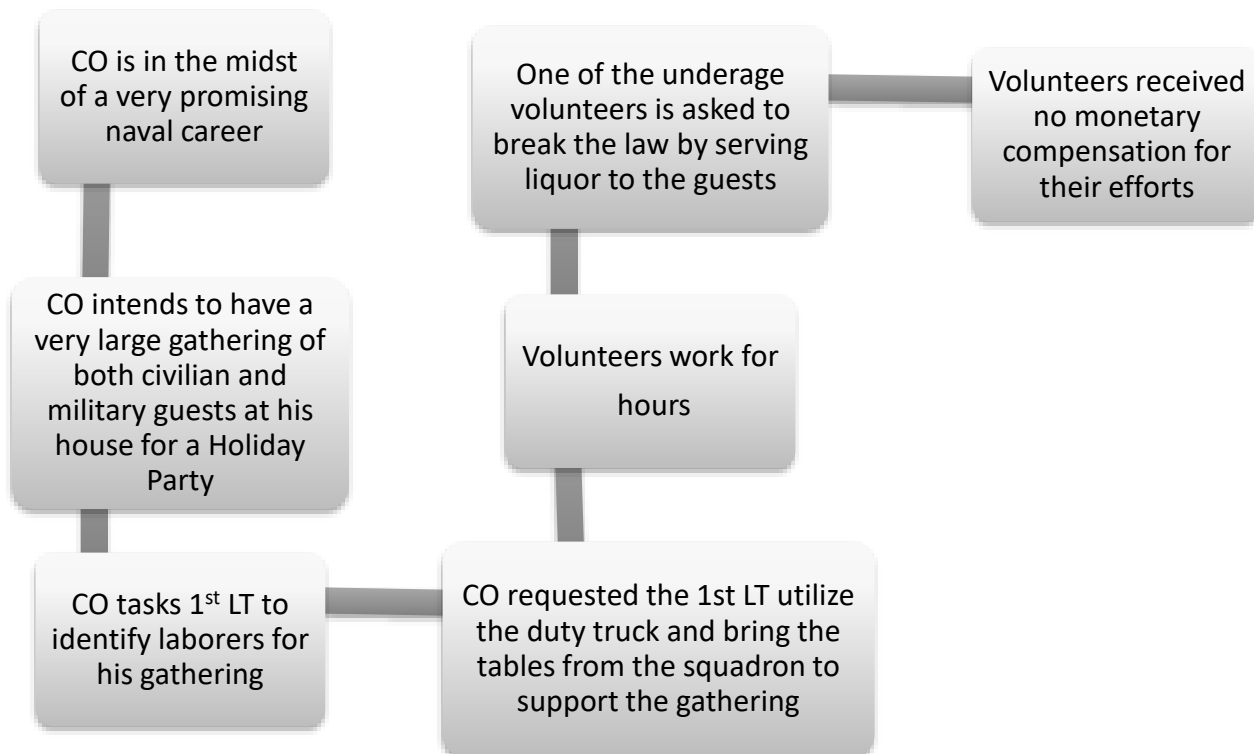 CO is in the midst
of a very promising
naval career
CO intends to have a
very large gathering of
both civilian and
military guests at his
house for a Holiday
Party
CO tasks 1st LT to
identify laborers for
his gathering
CO requested the 1st LT utilize
the duty truck and bring the
tables from the squadron to
support the gathering
Volunteers work for
hours
One of the underage
volunteers is asked to
break the law by serving
liquor to the guests
Volunteers received
no monetary
compensation for
their efforts